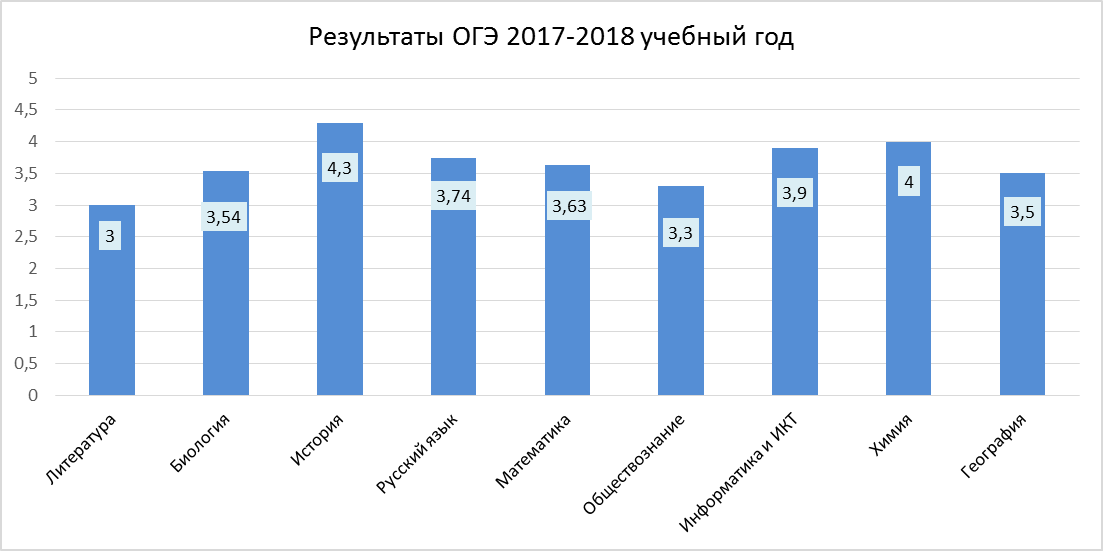 Результаты ОГЭ 2017-2018 учебный год
5
4,5
4
3,5
3
2,5
2
1,5
1
0,5
0
3
3,54
4,3
3,74
3,63
3,3
3,9
4
3,5
Литература
Биология
История
Русский язык
Математика
Обществознание
Информатика и ИКТ
Химия
География